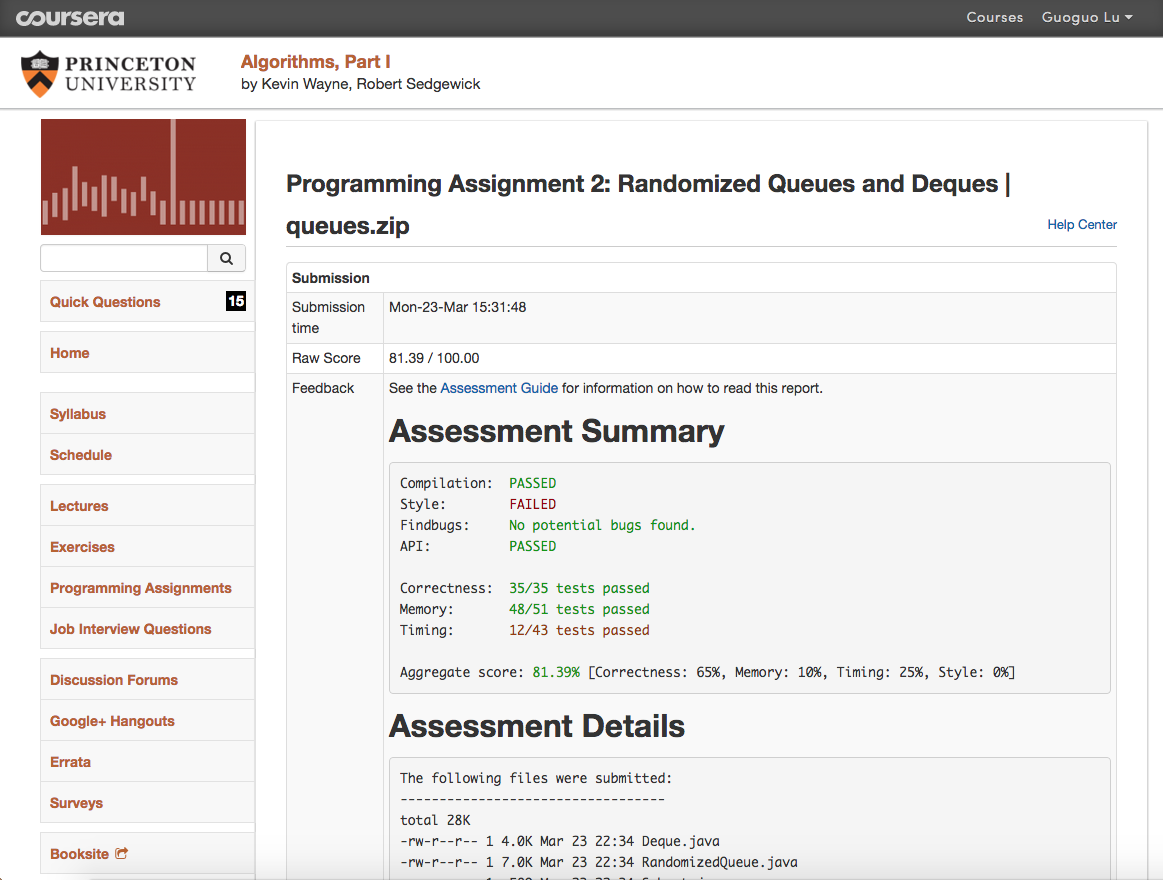 coursera
Courses
Guoguo Lu
PRINCETON
UNIVERSITY
Algorithms, Part I
by Kevin Wayne, Robert Sedgewick
Quick Questions 15
Home
Syllabus
Schedule
Lectures
Exercises
Programming Assignments
Job Interview Questions
Discussion Forums
Google+ Hangouts
Errata
Surveys
Booksite
Programming Assignment 2: Randomized Queues and Deques |
queues.zip
Help Center
Submission
Submission
time
Mon-23-Mar 15:31:48
Raw Score
81.39 / 100.00
Feedback
See the Assessment Guide for information on how to read this report.
Assessment Summary
Compilation: PASSED
Style: FAILED
Findbugs: No potential bugs found.
API: PASSED
Correctness: 35/35 tests passed
Memory: 48/51 tests passed
Timing: 12/43 tests passed
Aggregate score: 81.39% [Correctness: 65%, Memory: 10%, Timing: 25%, Style: 0%]
Assessment Details
The following files were submitted:
----------------------------------
total 28K
-rw-r--r-- 1 4.0K Mar 23 22:34 Deque.java
-rw-r--r-- 1 7.0K Mar 23 22:34 RandomizedQueue.java